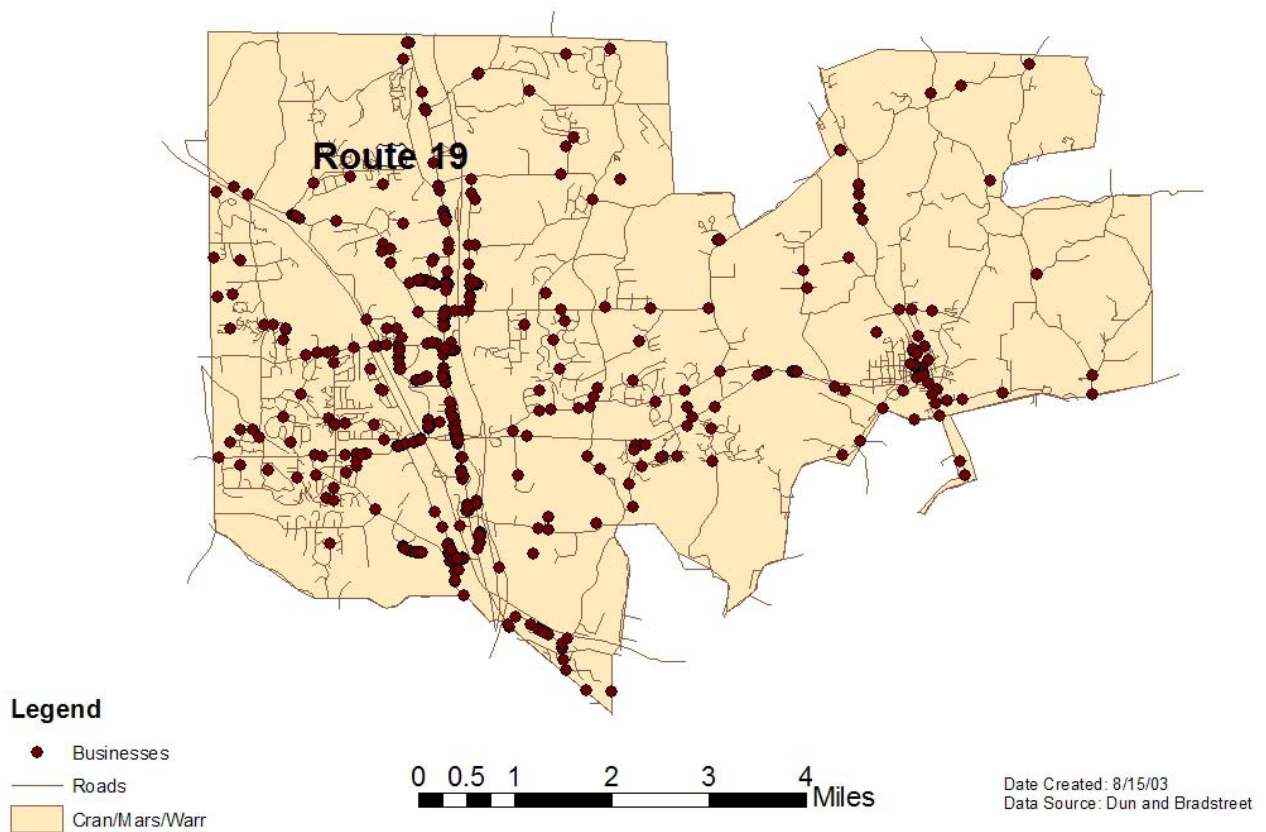 Route 19
Legend
Businesses
Roads
Cran/Mars/Warr
0 0.5 1 2 3 4
Miles
Date Created: 8/15/03
Data Source: Dun and Bradstreet